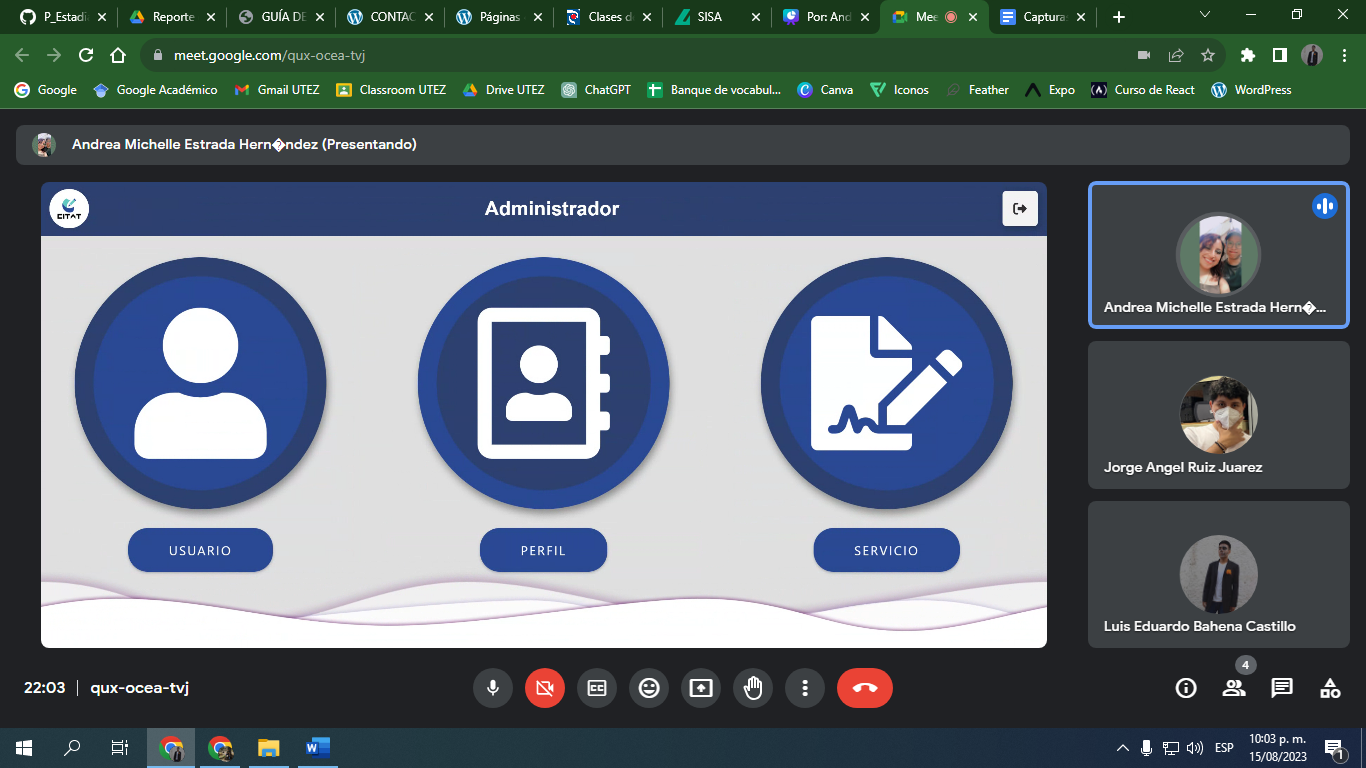 P_Estadí
Reporte
GUÍA DE
CONTAC
Páginas
Clases d
SISA
Por: And
Mee
Capturas
meet.google.com/qux-ocea-tvj
Google
Google Académico
Gmail UTEZ
Classroom UTEZ
Drive UTEZ
ChatGPT
Banque de vocabul...
Canva
Iconos
Feather
Expo
Curso de React
WordPress
Andrea Michelle Estrada Hern�ndez (Presentando)
CITAT
Administrador
USUARIO
PERFIL
SERVICIO
Andrea Michelle Estrada Hern�...
Jorge Angel Ruiz Juarez
Luis Eduardo Bahena Castillo
22:03
qux-ocea-tvj
4
ESP
10:03 p. m.
15/08/2023
1